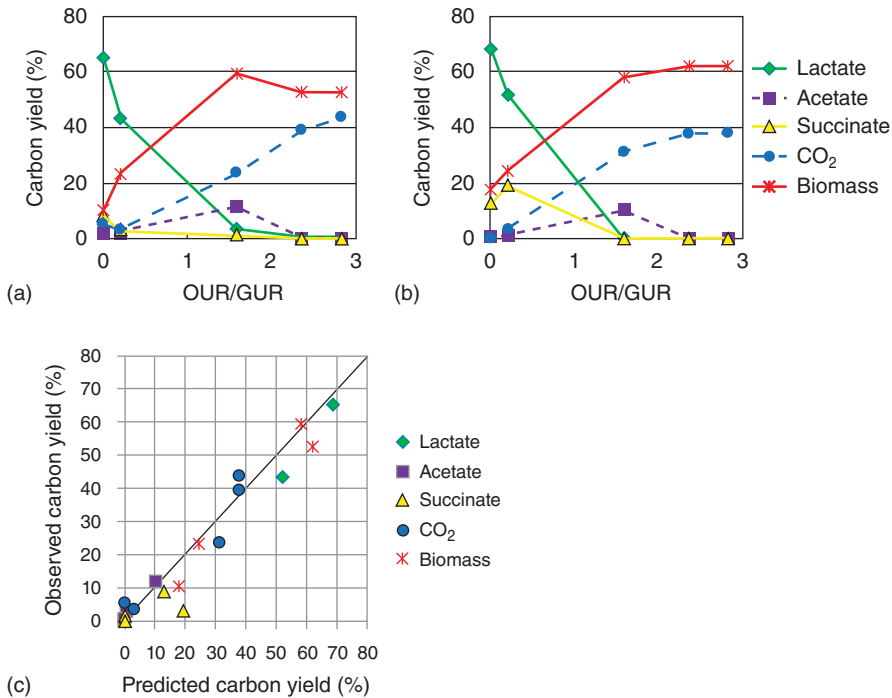 80
60
40
20
0
Carbon yield (%)
0 1 2 3
OUR/GUR
(a)
80
60
40
20
0
Carbon yield (%)
0 1 2 3
OUR/GUR
(b)
Lactate
Acetate
Succinate
CO₂
Biomass
80
70
60
50
40
30
20
10
0
Observed carbon yield (%)
0 10 20 30 40 50 60 70 80
Predicted carbon yield (%)
(c)
Lactate
Acetate
Succinate
CO₂
Biomass